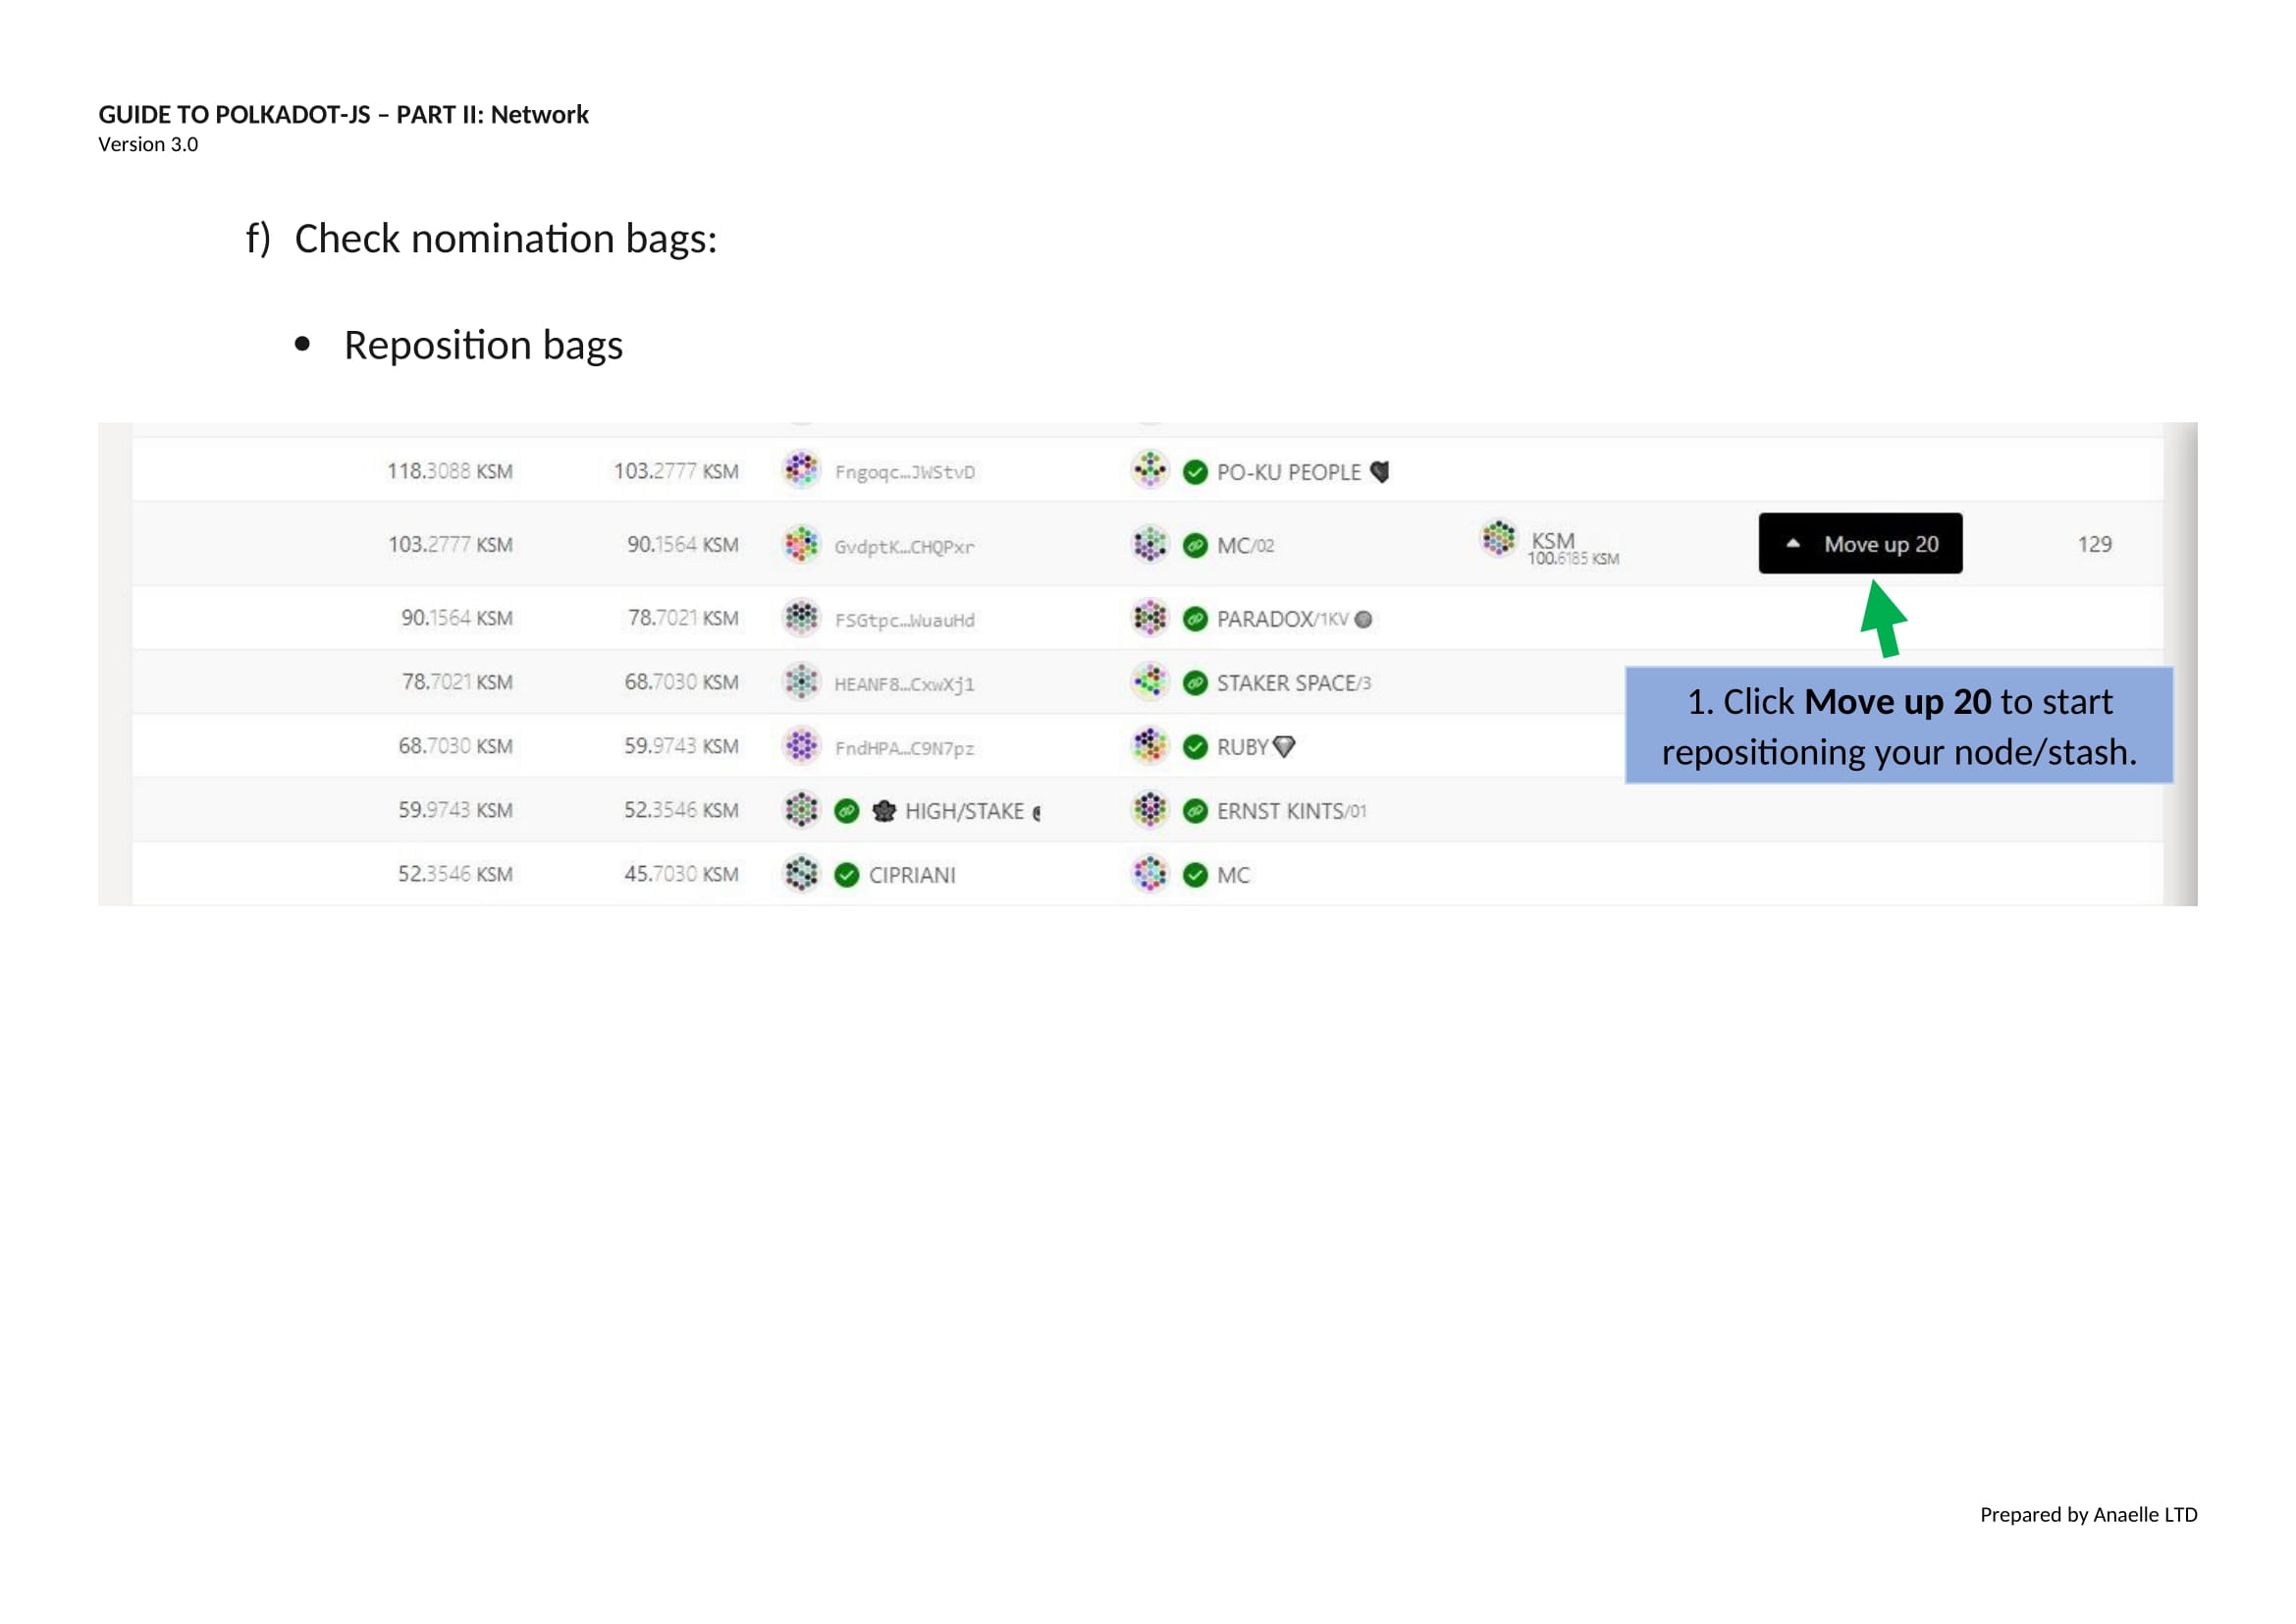 GUIDE TO POLKADOT-JS – PART II: Network
Version 3.0
f) Check nomination bags:
• Reposition bags
118.3088 KSM 103.2777 KSM Fngoqc...JWStvD PO-KU PEOPLE
103.2777 KSM 90.1564 KSM GvdptK...CHQPxr MC/02 KSM 100.6185 KSM Move up 20 129
90.1564 KSM 78.7021 KSM FSGtpc...WuauHd PARADOX/1KV
78.7021 KSM 68.7030 KSM HEANF8...CxwXj1 STAKER SPACE/3
1. Click Move up 20 to start
repositioning your node/stash.
68.7030 KSM 59.9743 KSM FndHPA...C9N7pz RUBY
59.9743 KSM 52.3546 KSM HIGH/STAKE ERNST KINTS/01
52.3546 KSM 45.7030 KSM CIPRIANI MC
Prepared by Anaelle LTD